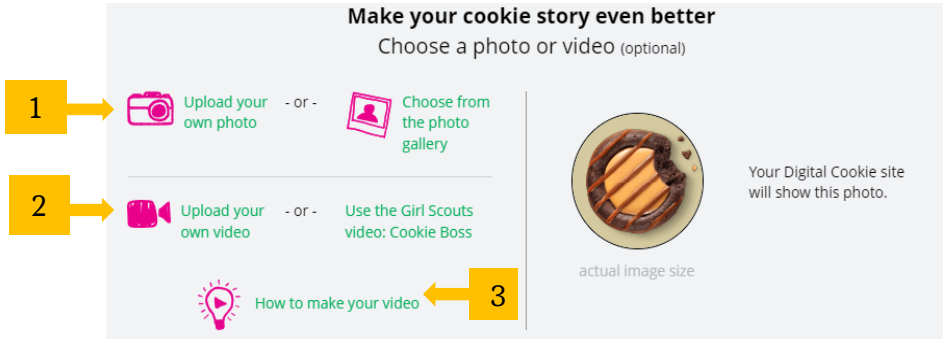 Make your cookie story even better
Choose a photo or video (optional)
1
Upload your own photo
- or -
Choose from the photo gallery
2
Upload your own video
- or -
Use the Girl Scouts video: Cookie Boss
How to make your video
3
actual image size
Your Digital Cookie site
will show this photo.